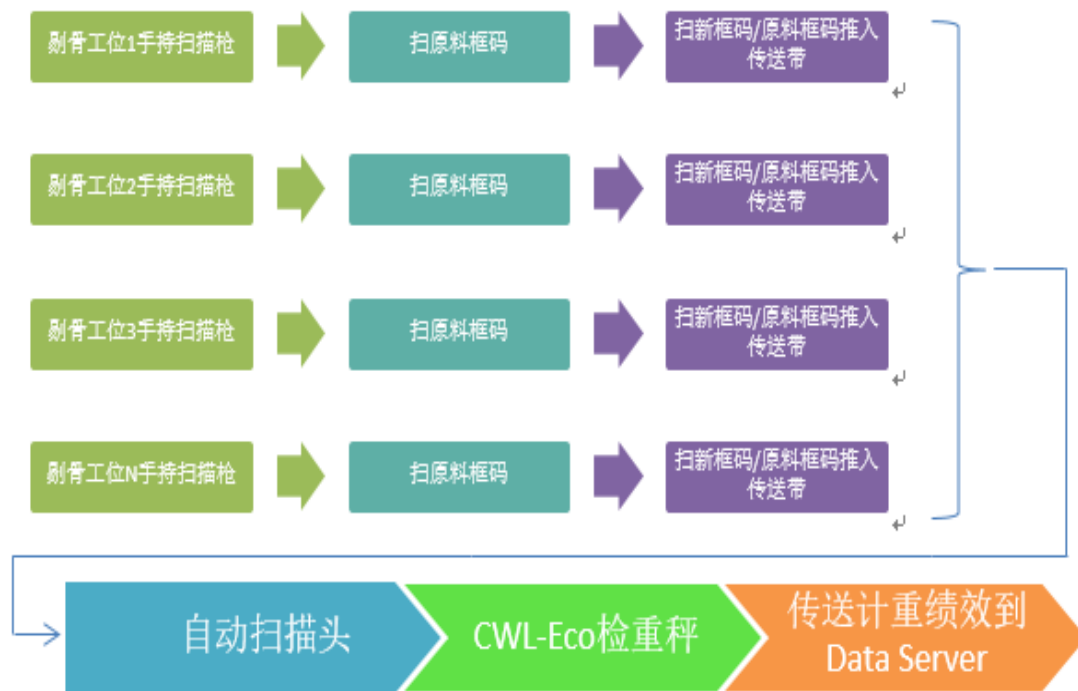 剔骨工位1手持扫描枪
扫原料框码
扫新框码/原料框码推入
传送带
剔骨工位2手持扫描枪
扫原料框码
扫新框码/原料框码推入
传送带
剔骨工位3手持扫描枪
扫原料框码
扫新框码/原料框码推入
传送带
剔骨工位N手持扫描枪
扫原料框码
扫新框码/原料框码推入
传送带
自动扫描头
CWL-Eco检重秤
传送计重绩效到
Data Server